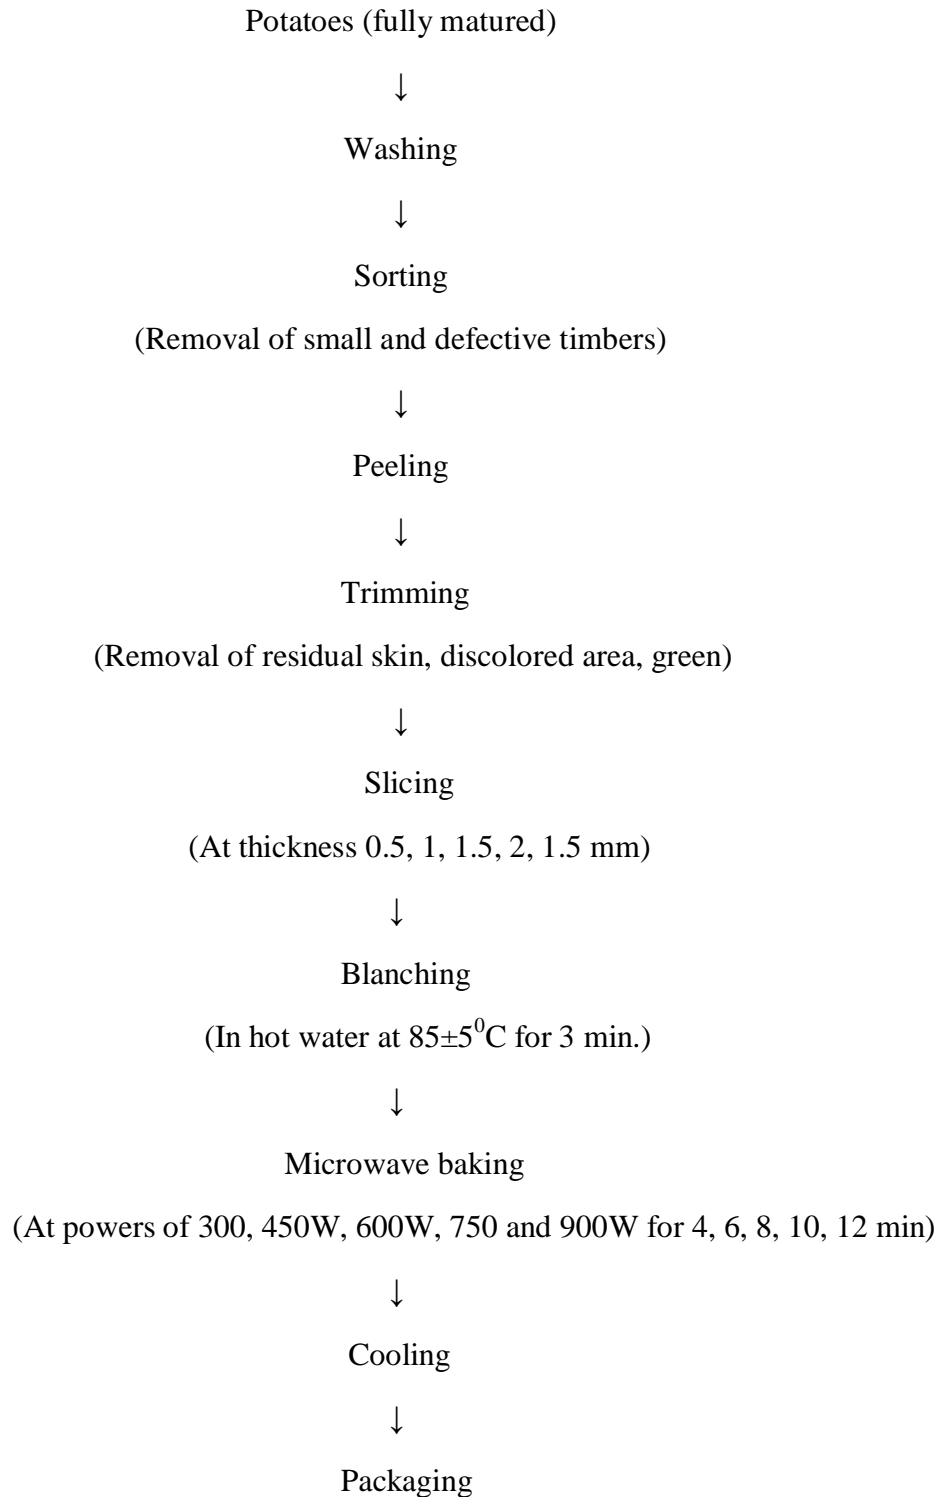 Potatoes (fully matured)
↓
Washing
↓
Sorting
(Removal of small and defective timbers)
↓
Peeling
↓
Trimming
(Removal of residual skin, discolored area, green)
↓
Slicing
(At thickness 0.5, 1, 1.5, 2, 1.5 mm)
↓
Blanching
(In hot water at 85±5⁰C for 3 min.)
↓
Microwave baking
(At powers of 300, 450W, 600W, 750 and 900W for 4, 6, 8, 10, 12 min)
↓
Cooling
↓
Packaging